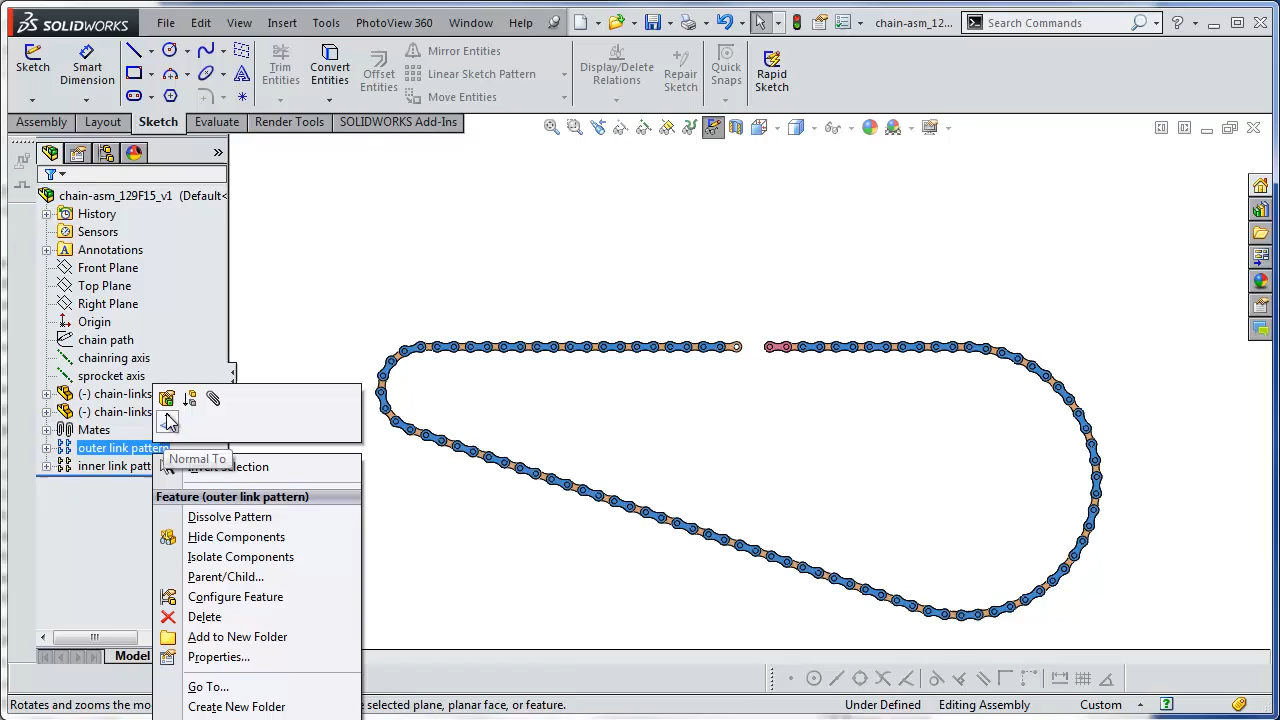 SOLIDWORKS
File Edit View Insert Tools PhotoView 360 Window Help
chain-asm_12...
Search Commands
Sketch
Smart Dimension
Trim Entities
Convert Entities
Offset Entities
Mirror Entities
Linear Sketch Pattern
Move Entities
Display/Delete Relations
Repair Sketch
Quick Snaps
Rapid Sketch
Assembly Layout Sketch Evaluate Render Tools SOLIDWORKS Add-Ins
chain-asm_129F15_v1 (Default<
History
Sensors
Annotations
Front Plane
Top Plane
Right Plane
Origin
chain path
chainring axis
sprocket axis
(-) chain-links
(-) chain-links
Mates
outer link pattern
inner link patt
Normal To
Invert Selection
Feature (outer link pattern)
Dissolve Pattern
Hide Components
Isolate Components
Parent/Child...
Configure Feature
Delete
Add to New Folder
Properties...
Go To...
Create New Folder
Model
Rotates and zooms the mo
selected plane, planar face, or feature.
Under Defined
Editing Assembly
Custom